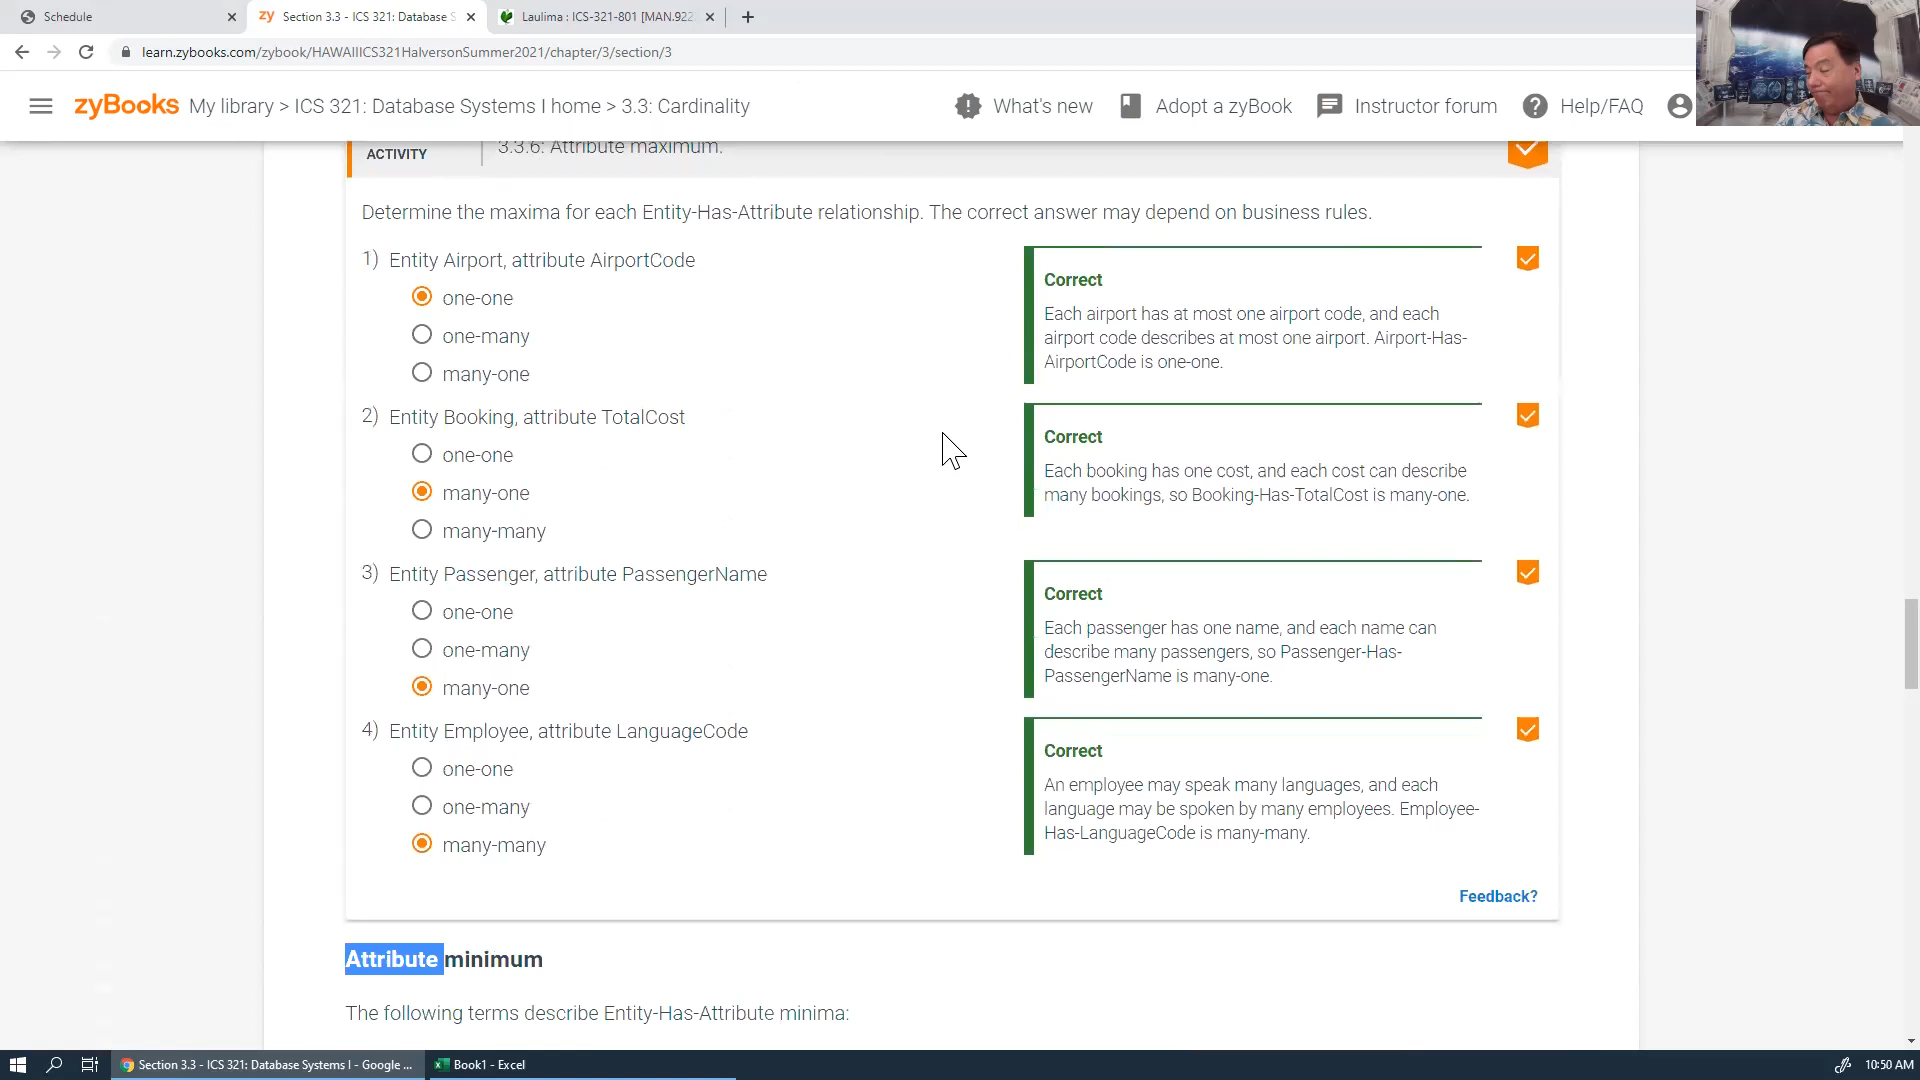 Schedule
zy Section 3.3 - ICS 321: Database S
Laulima : ICS-321-801 [MAN.922
learn.zybooks.com/zybook/HAWAIIICS321HalversonSummer2021/chapter/3/section/3
zyBooks My library > ICS 321: Database Systems I home > 3.3: Cardinality
What's new
Adopt a zyBook
Instructor forum
Help/FAQ
ACTIVITY
3.3.6: Attribute maximum.
Determine the maxima for each Entity-Has-Attribute relationship. The correct answer may depend on business rules.
1) Entity Airport, attribute AirportCode
one-one
one-many
many-one
Correct
Each airport has at most one airport code, and each
airport code describes at most one airport. Airport-Has-
AirportCode is one-one.
2) Entity Booking, attribute TotalCost
one-one
many-one
many-many
Correct
Each booking has one cost, and each cost can describe
many bookings, so Booking-Has-TotalCost is many-one.
3) Entity Passenger, attribute PassengerName
one-one
one-many
many-one
Correct
Each passenger has one name, and each name can
describe many passengers, so Passenger-Has-
PassengerName is many-one.
4) Entity Employee, attribute LanguageCode
one-one
one-many
many-many
Correct
An employee may speak many languages, and each
language may be spoken by many employees. Employee-
Has-LanguageCode is many-many.
Feedback?
Attribute minimum
The following terms describe Entity-Has-Attribute minima:
Section 3.3 - ICS 321: Database Systems I - Google ...
Book1 - Excel
10:50 AM